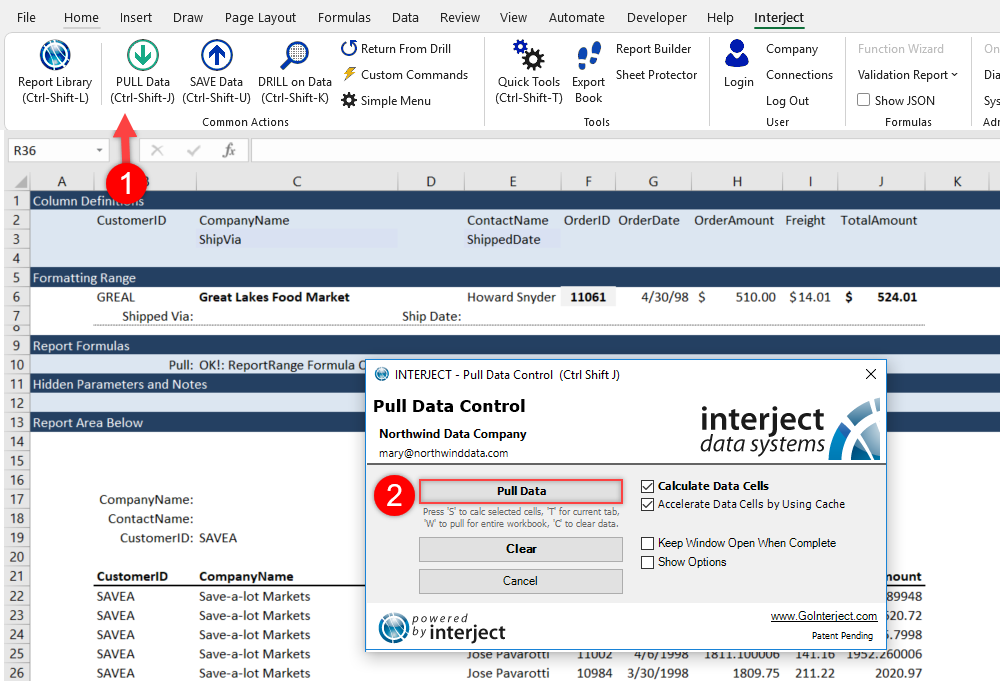 File Home Insert Draw Page Layout Formulas Data Review View Automate Developer Help Interject
Report Library PULL Data SAVE Data DRILL on Data
(Ctrl-Shift-L) (Ctrl-Shift-J) (Ctrl-Shift-U) (Ctrl-Shift-K)
Return From Drill
Custom Commands
Simple Menu
Common Actions
Quick Tools Export
(Ctrl-Shift-T) Book
Report Builder
Sheet Protector
Tools
Login
Company
Connections
Log Out
User
Function Wizard
Validation Report
Show JSON
Formulas
On
Dia
Sys
Adm
R36 fx
1
A B C D E F G H I J K
1 Column Definitions
2 CustomerID CompanyName ContactName OrderID OrderDate OrderAmount Freight TotalAmount
3 ShipVia ShippedDate
4
5 Formatting Range
6 GREAL Great Lakes Food Market Howard Snyder 11061 4/30/98 $ 510.00 $14.01 $ 524.01
7 Shipped Via: Ship Date:
8
9 Report Formulas
10 Pull: OK!: ReportRange Formula
11 Hidden Parameters and Notes
12
13 Report Area Below
14
15
16
17 CompanyName:
18 ContactName:
19 CustomerID: SAVEA
20
21 CustomerID CompanyName mount
22 SAVEA Save-a-lot Markets 89948
23 SAVEA Save-a-lot Markets 20.72
24 SAVEA Save-a-lot Markets .7998
25 SAVEA Save-a-lot Markets Jose Pavarotti 11002 4/6/1998 1811.100006 141.16 1952.260006
26 SAVEA Save-a-lot Markets Jose Pavarotti 10984 3/30/1998 1809.75 211.22 2020.97
INTERJECT - Pull Data Control (Ctrl Shift J)
Pull Data Control
Northwind Data Company
mary@northwinddata.com
interject
data systems
2
Pull Data
Press 'S' to calc selected cells, 'T' for current tab,
'W' to pull for entire workbook, 'C' to clear data.
Clear
Cancel
Calculate Data Cells
Accelerate Data Cells by Using Cache
Keep Window Open When Complete
Show Options
powered
by interject
www.GoInterject.com
Patent Pending